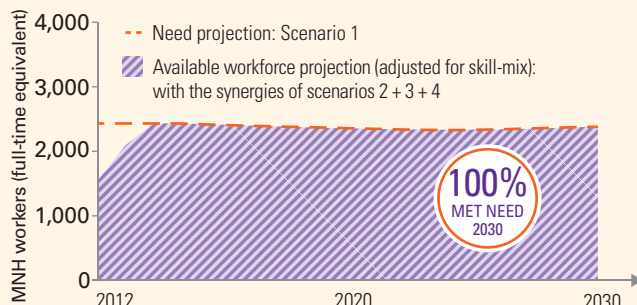 MNH workers (full-time equivalent)
4,000
3,000
2,000
1,000
0
Need projection: Scenario 1
Available workforce projection (adjusted for skill-mix):
with the synergies of scenarios 2 + 3 + 4
100%
MET NEED
2030
2012
2020
2030